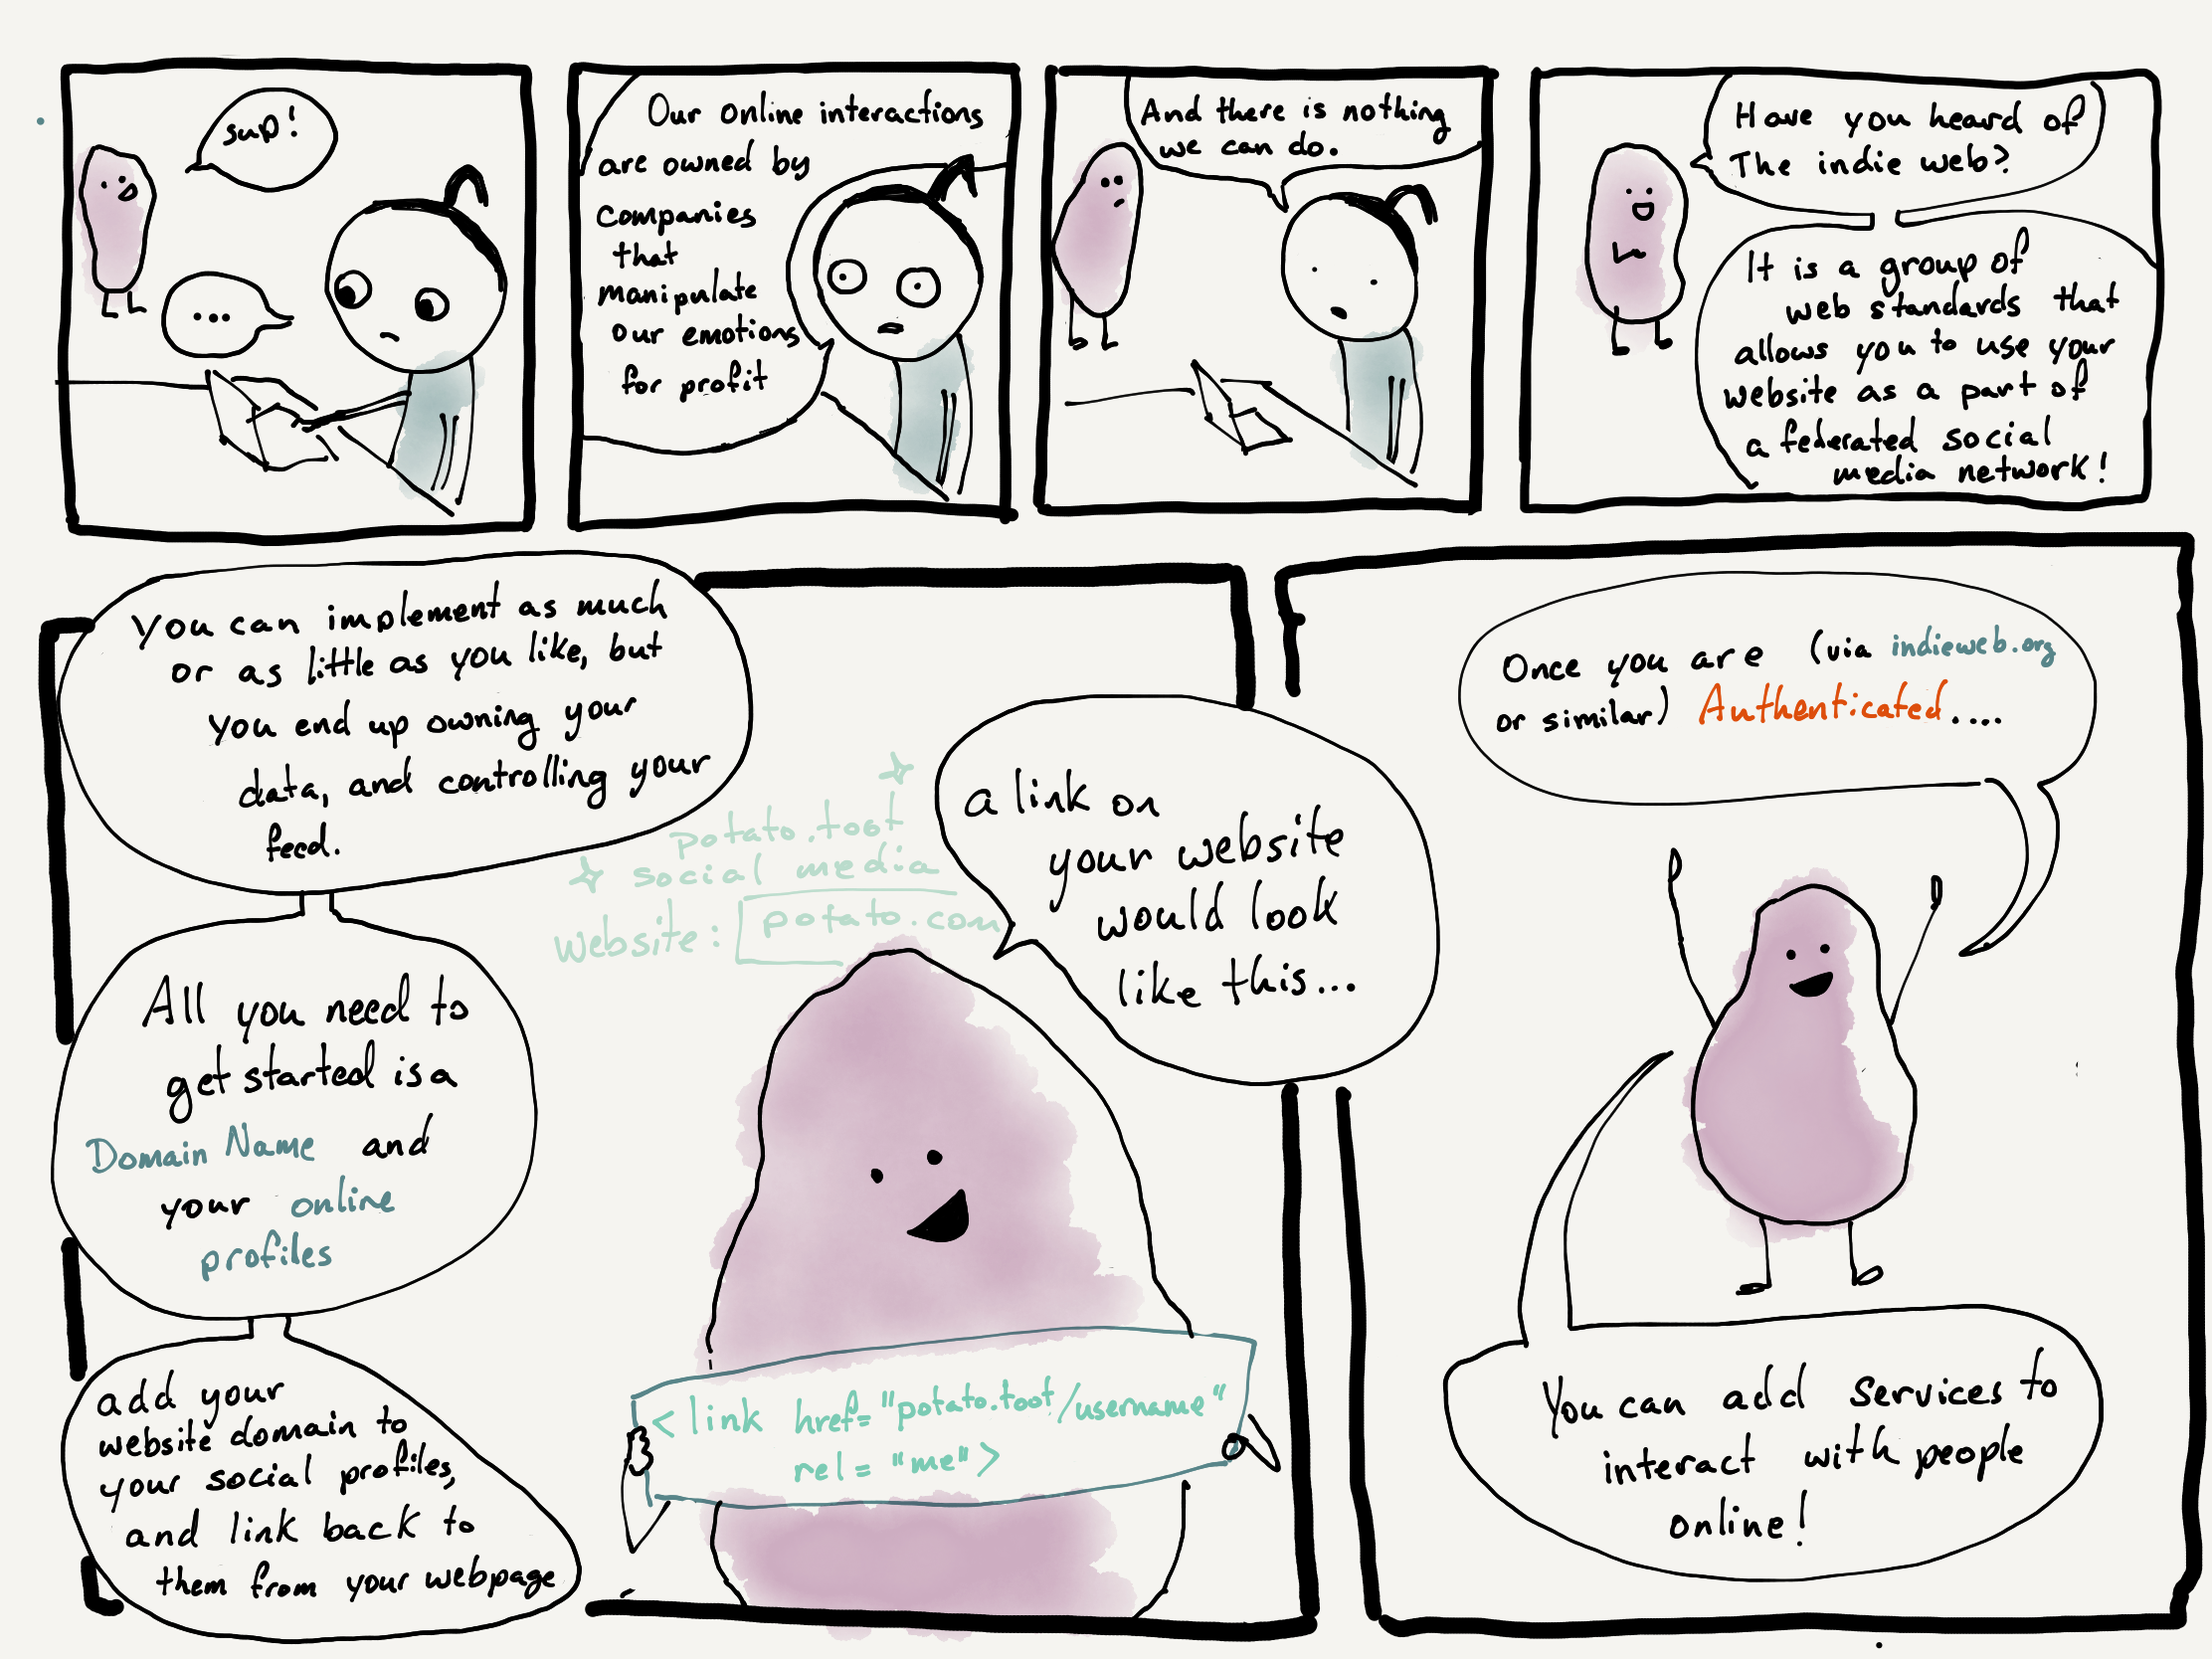 sup!
...
Our online interactions
are owned by
companies
that
manipulate
our emotions
for profit
And there is nothing
we can do.
Have you heard of
The indie web?
It is a group of
web standards that
allows you to use your
website as a part of
a federated social
media network!
You can implement as much
or as little as you like, but
you end up owning your
data, and controlling your
feed.
All you need to
get started is a
Domain Name and
your online
profiles
add your
website domain to
your social profiles,
and link back to
them from your webpage
potato.toot
social media
website: potato.com
a link on
your website
would look
like this...
<link href="potato.toot/username"
rel="me">
Once you are (via indieweb.org
or similar) Authenticated....
You can add services to
interact with people
online!